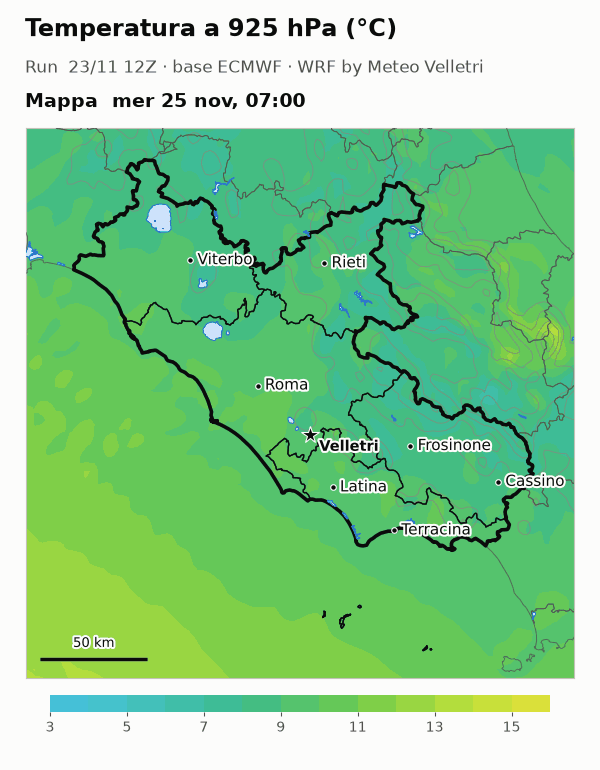 Temperatura a 925 hPa (°C)
Run  23/11 12Z · base ECMWF · WRF by Meteo Velletri
Mappa  mer 25 nov, 07:00
Viterbo
Rieti
Roma
Velletri
Frosinone
Latina
Cassino
Terracina
50 km
3 5 7 9 11 13 15